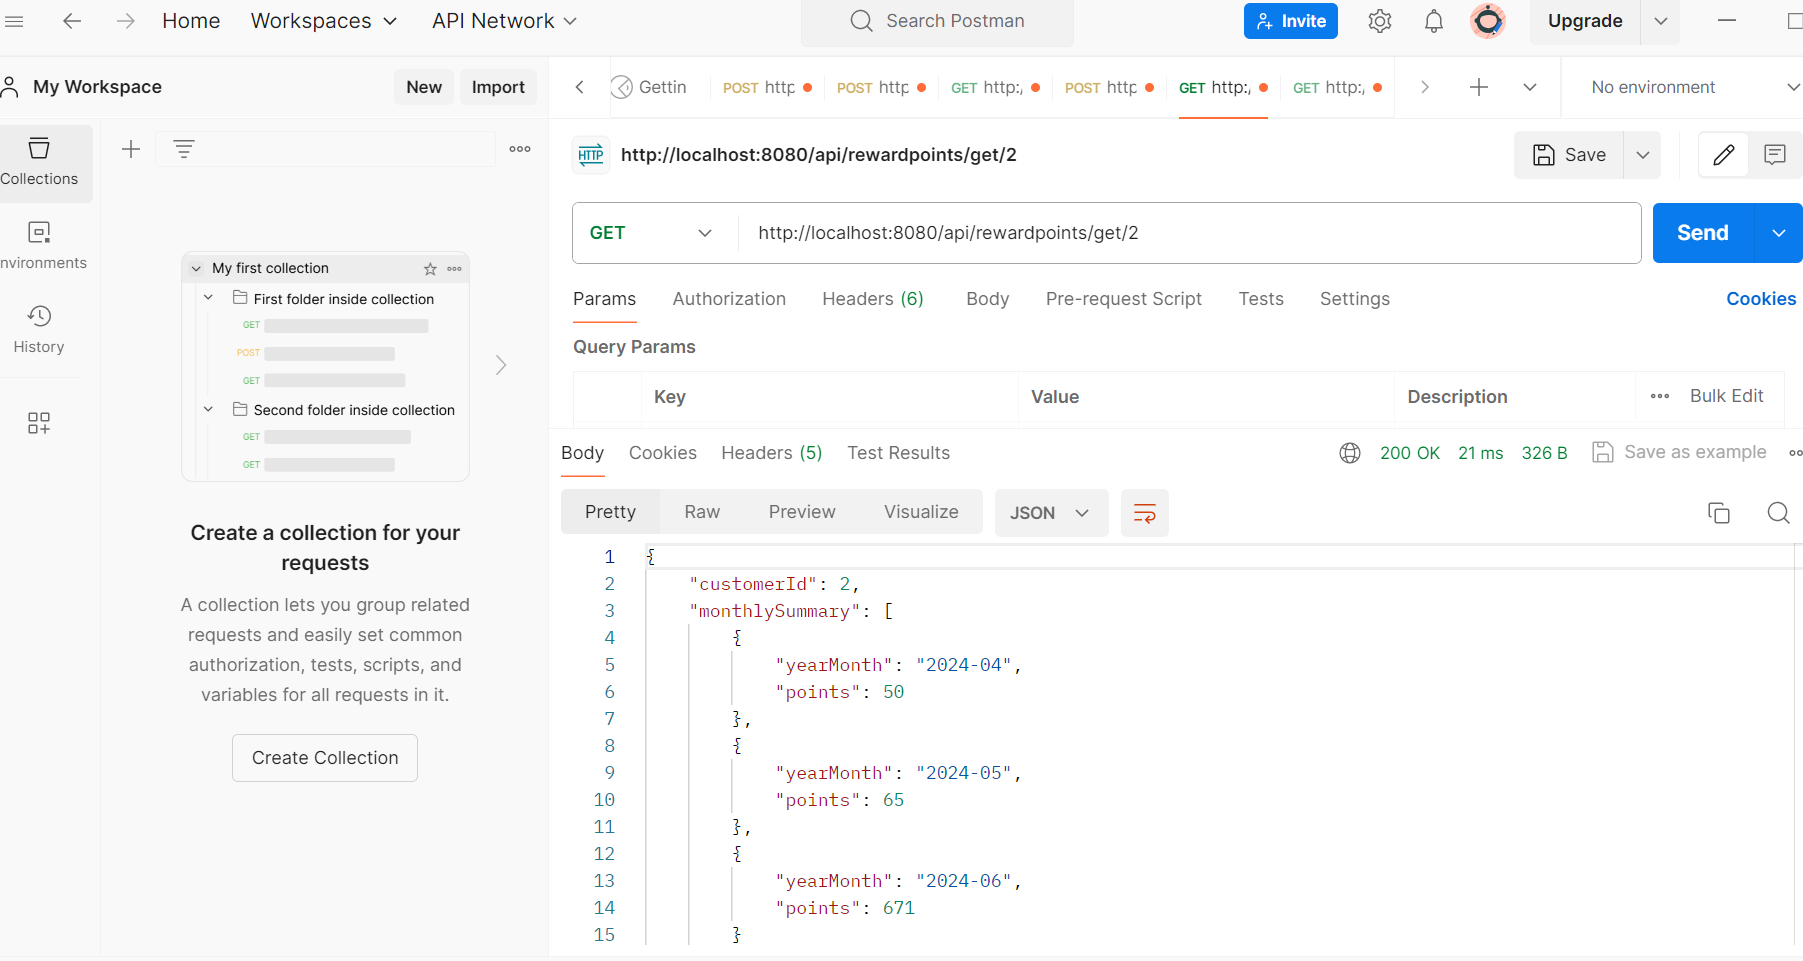 Home Workspaces API Network Search Postman Invite Upgrade
My Workspace New Import Gettin POST http POST http GET http:/ POST http GET http:/ GET http:/ No environment
Collections
HTTP http://localhost:8080/api/rewardpoints/get/2 Save
nvironments
GET http://localhost:8080/api/rewardpoints/get/2 Send
History
My first collection
First folder inside collection
GET
POST
GET
Second folder inside collection
GET
GET
Create a collection for your
requests
A collection lets you group related
requests and easily set common
authorization, tests, scripts, and
variables for all requests in it.
Create Collection
Params Authorization Headers (6) Body Pre-request Script Tests Settings Cookies
Query Params
Key Value Description Bulk Edit
Body Cookies Headers (5) Test Results 200 OK 21 ms 326 B Save as example
Pretty Raw Preview Visualize JSON
1 {
2 "customerId": 2,
3 "monthlySummary": [
4 {
5 "yearMonth": "2024-04",
6 "points": 50
7 },
8 {
9 "yearMonth": "2024-05",
10 "points": 65
11 },
12 {
13 "yearMonth": "2024-06",
14 "points": 671
15 }